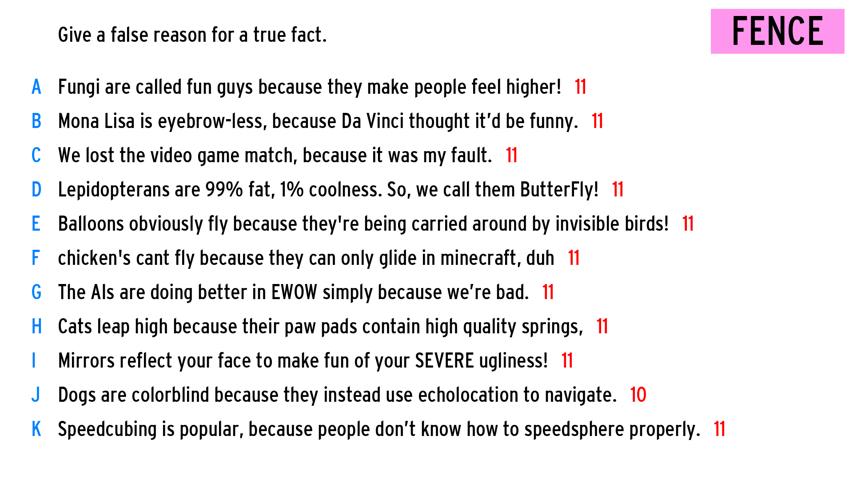 Give a false reason for a true fact.
FENCE
A Fungi are called fun guys because they make people feel higher! 11
B Mona Lisa is eyebrow-less, because Da Vinci thought it’d be funny. 11
C We lost the video game match, because it was my fault. 11
D Lepidopterans are 99% fat, 1% coolness. So, we call them ButterFly! 11
E Balloons obviously fly because they're being carried around by invisible birds! 11
F chicken's cant fly because they can only glide in minecraft, duh 11
G The AIs are doing better in EWOW simply because we’re bad. 11
H Cats leap high because their paw pads contain high quality springs, 11
I Mirrors reflect your face to make fun of your SEVERE ugliness! 11
J Dogs are colorblind because they instead use echolocation to navigate. 10
K Speedcubing is popular, because people don’t know how to speedsphere properly. 11